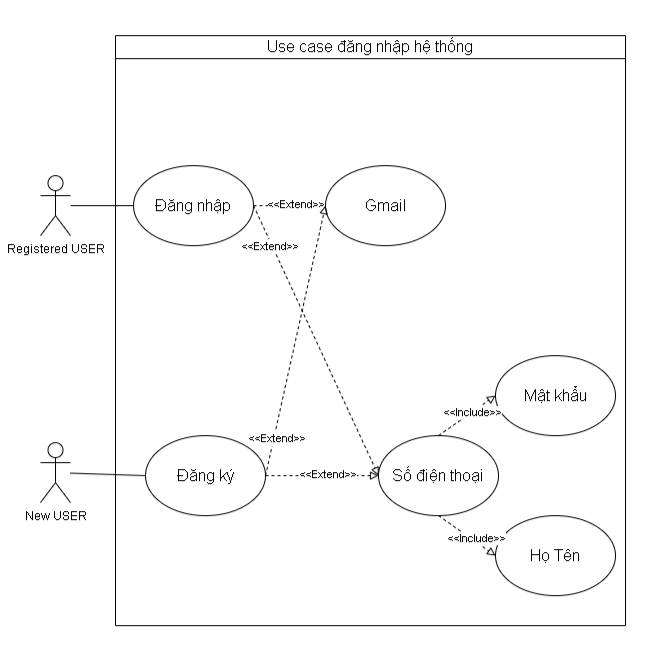 Use case đăng nhập hệ thống
Đăng nhập
<<Extend>>
Gmail
Registered USER
<<Extend>>
Mật khẩu
<<Include>>
<<Extend>>
Đăng ký
<<Extend>>
Số điện thoại
New USER
<<Include>>
Họ Tên